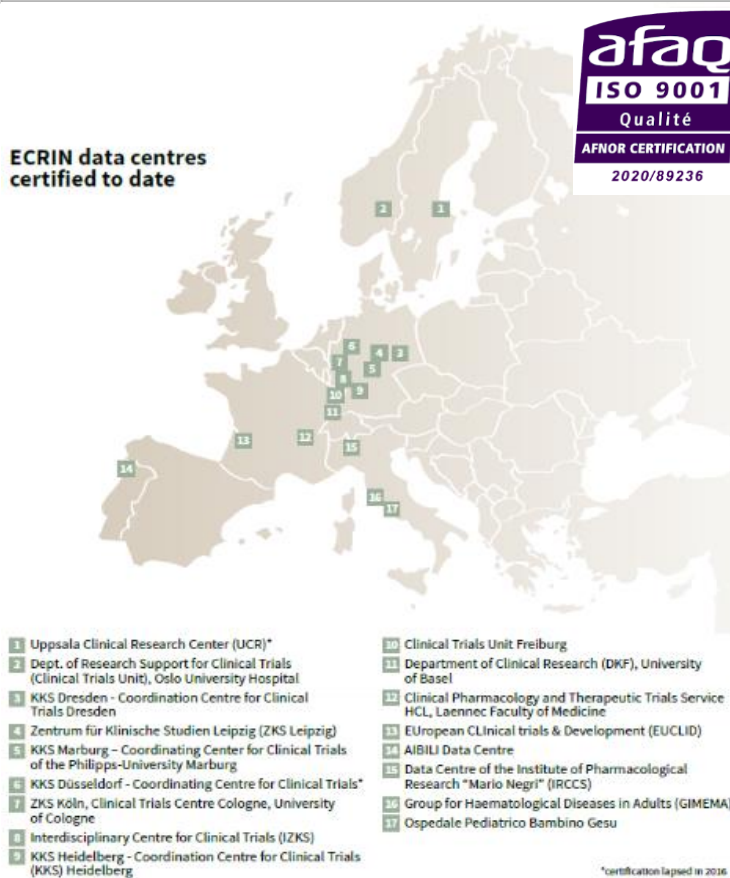 afaq
ISO 9001
Qualité
AFNOR CERTIFICATION
2020/89236
ECRIN data centres
certified to date
2
1
6
7
4
3
5
8
9
10
11
13
12
15
14
16
17
1 Uppsala Clinical Research Center (UCR)*
2 Dept. of Research Support for Clinical Trials
(Clinical Trials Unit), Oslo University Hospital
3 KKS Dresden - Coordination Centre for Clinical
Trials Dresden
4 Zentrum für Klinische Studien Leipzig (ZKS Leipzig)
5 KKS Marburg – Coordinating Center for Clinical Trials
of the Philipps-University Marburg
6 KKS Düsseldorf - Coordinating Centre for Clinical Trials*
7 ZKS Köln, Clinical Trials Centre Cologne, University
of Cologne
8 Interdisciplinary Centre for Clinical Trials (IZKS)
9 KKS Heidelberg - Coordination Centre for Clinical Trials
(KKS) Heidelberg
10 Clinical Trials Unit Freiburg
11 Department of Clinical Research (DKF), University
of Basel
12 Clinical Pharmacology and Therapeutic Trials Service
HCL, Laennec Faculty of Medicine
13 EUropean CLInical trials & Development (EUCLID)
14 AIBILI Data Centre
15 Data Centre of the Institute of Pharmacological
Research "Mario Negri" (IRCCS)
16 Group for Haematological Diseases in Adults (GIMEMA)
17 Ospedale Pediatrico Bambino Gesu
*certification lapsed in 2016